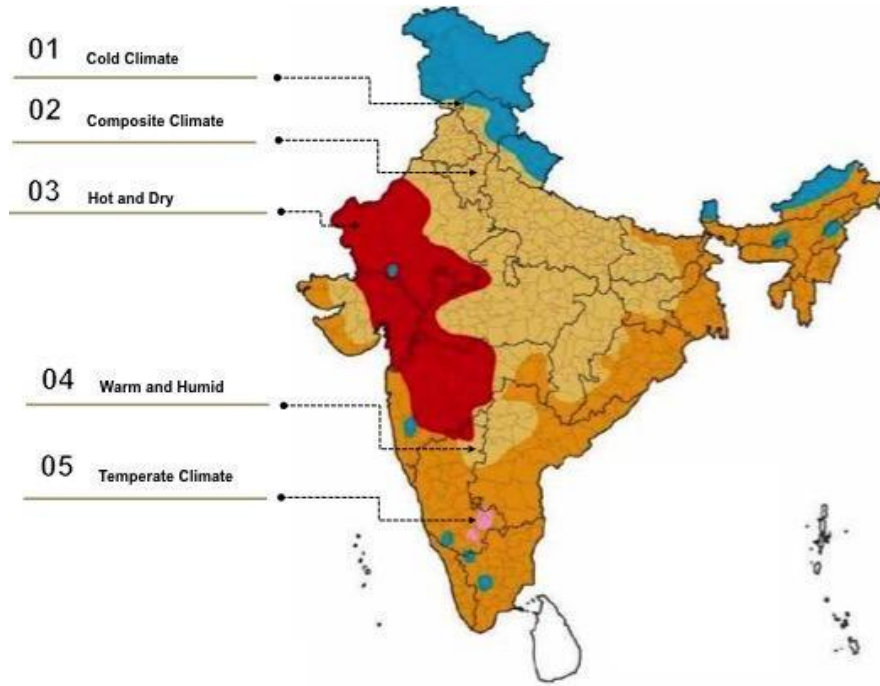 01 Cold Climate
02 Composite Climate
03 Hot and Dry
04 Warm and Humid
05 Temperate Climate